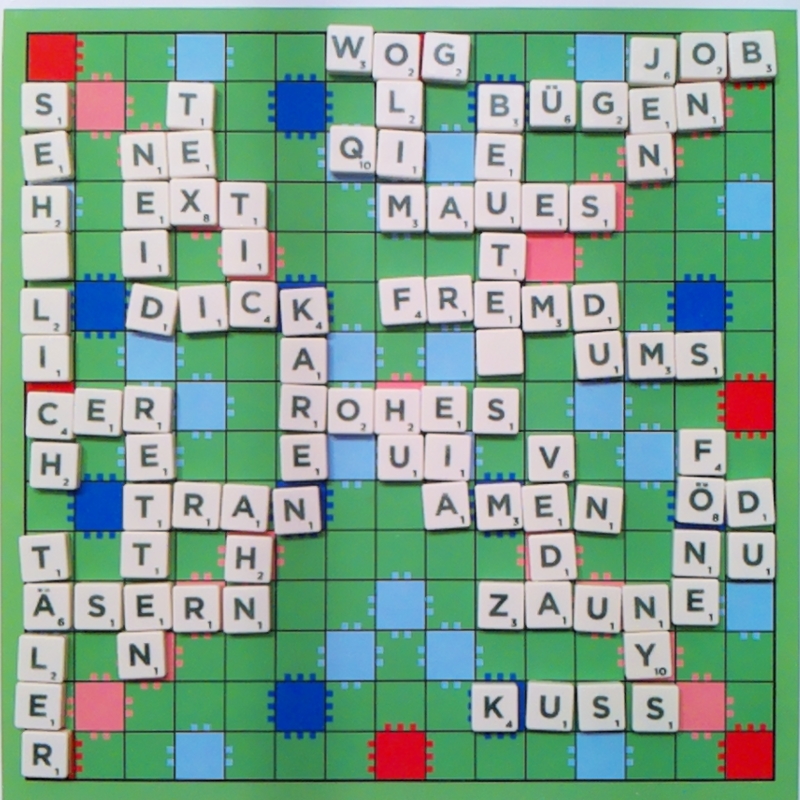 WOG JOB
S T L BÜGEN
E NE QI E N
H EXT MAUES
I I T
L DICK FREMD
I A UMS
CER ROHES
H E E UI V F
TRAN AMEN ÖD
T T H D N U
ÄSERN ZAUNE
L N Y
E KUSS
R